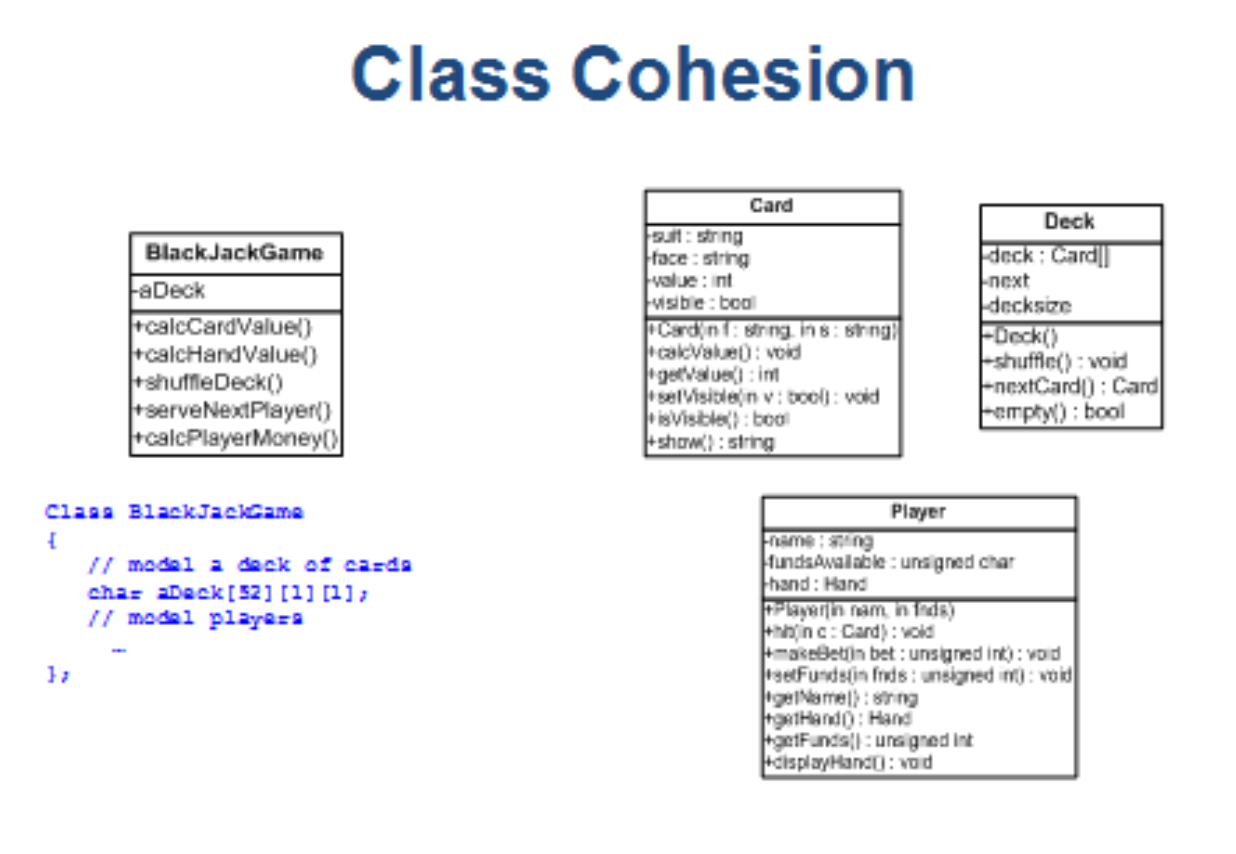 Class Cohesion
BlackJackGame
-aDeck
+calcCardValue()
+calcHandValue()
+shuffleDeck()
+serveNextPlayer()
+calcPlayerMoney()
Class BlackJackGame
{
// model a deck of cards
char aDeck[52][1][1];
// model players
…
};
Card
-suit : string
-face : string
-value : int
-visible : bool
+Card(in f : string, in s : string)
+calcValue() : void
+getValue() : int
+setVisible(in v : bool) : void
+isVisible() : bool
+show() : string
Deck
-deck : Card[]
-next
-decksize
+Deck()
+shuffle() : void
+nextCard() : Card
+empty() : bool
Player
-name : string
-fundsAvailable : unsigned char
-hand : Hand
+Player(in nam, in fnds)
+hit(in c : Card) : void
+makeBet(in bet : unsigned int) : void
+setFunds(in fnds : unsigned int) : void
+getName() : string
+getHand() : Hand
+getFunds() : unsigned int
+displayHand() : void